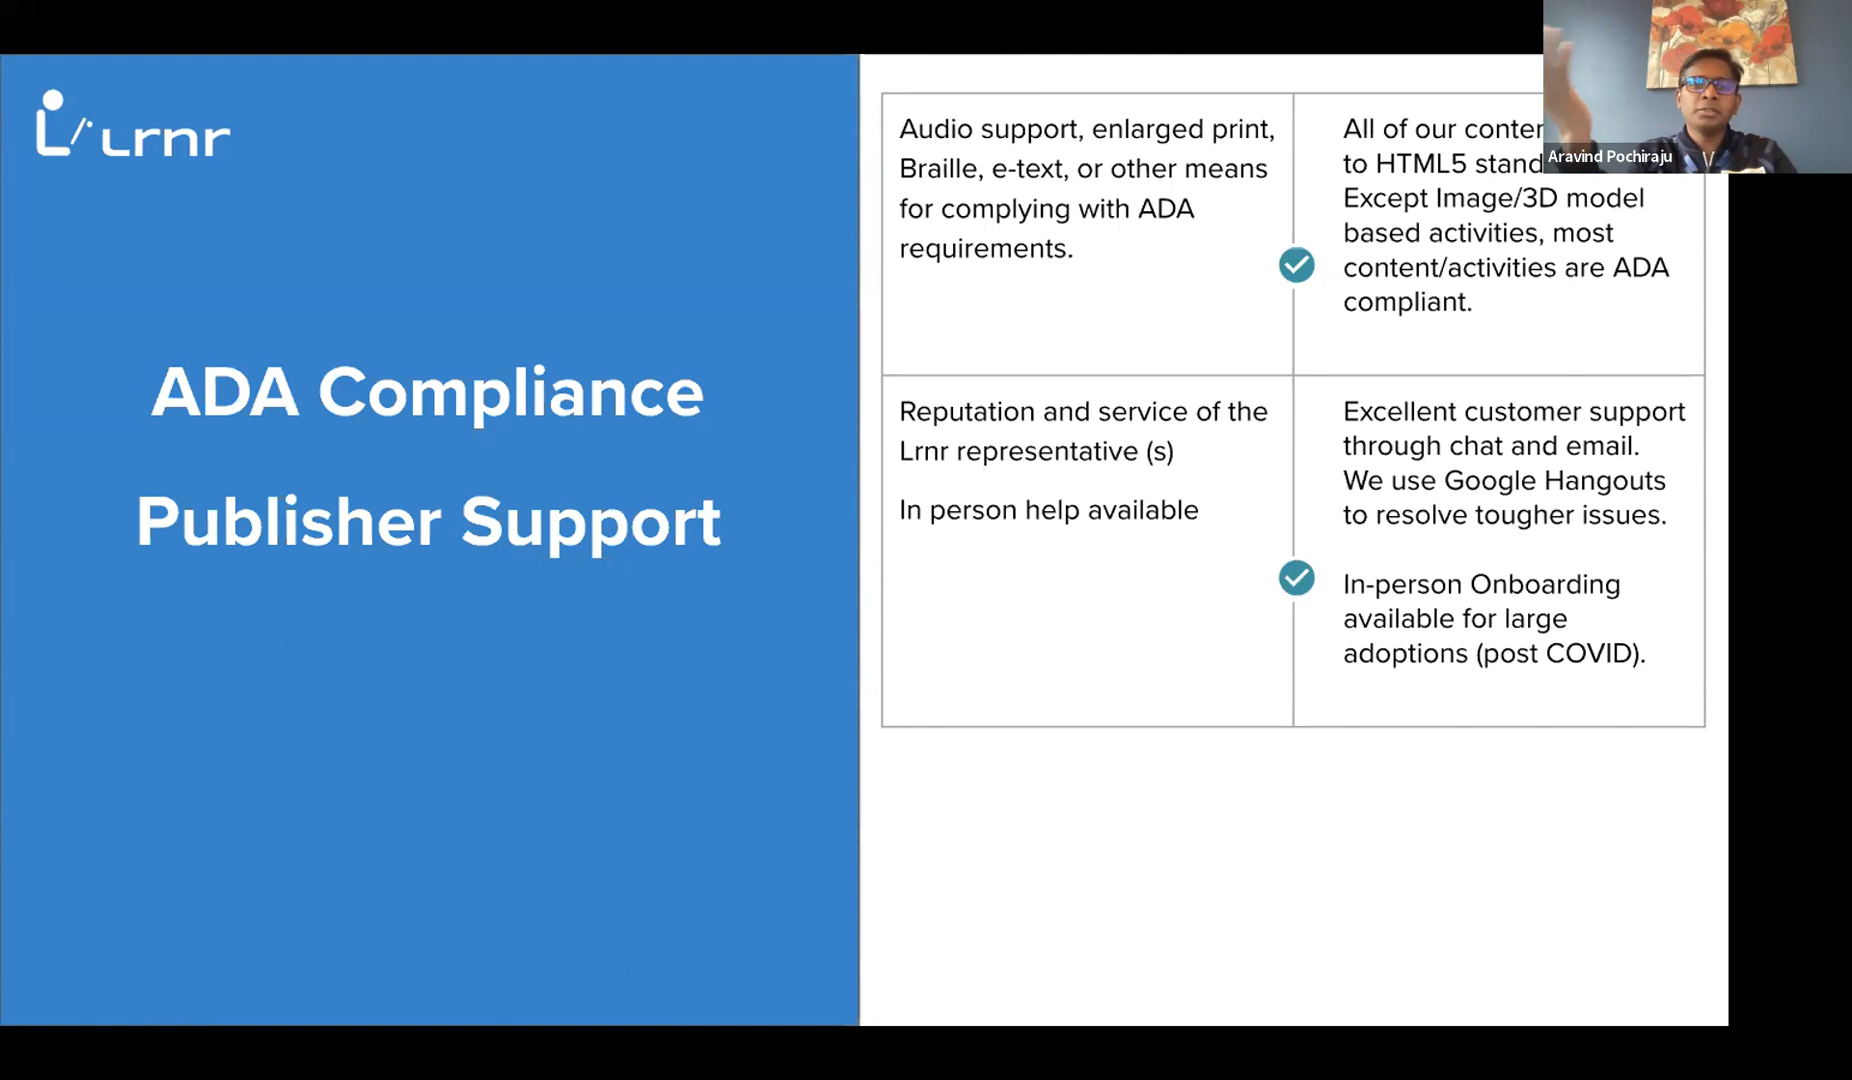 Lrnr
ADA Compliance
Publisher Support
Audio support, enlarged print,
Braille, e-text, or other means
for complying with ADA
requirements.
All of our
to HTML5
Except Image/3D model
based activities, most
content/activities are ADA
compliant.
Reputation and service of the
Lrnr representative (s)
In person help available
Excellent customer support
through chat and email.
We use Google Hangouts
to resolve tougher issues.
In-person Onboarding
available for large
adoptions (post COVID).
Aravind Pochiraju